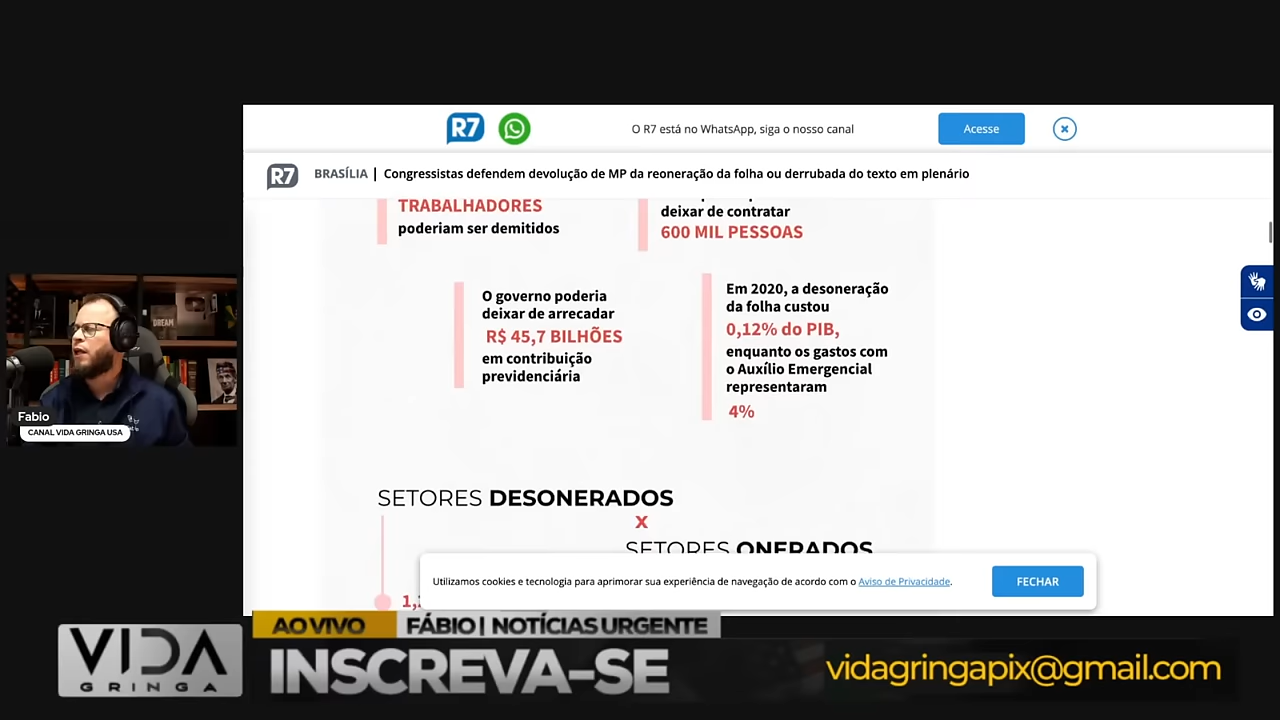 R7
O R7 está no WhatsApp, siga o nosso canal
Acesse
R7
BRASÍLIA | Congressistas defendem devolução de MP da reoneração da folha ou derrubada do texto em plenário
TRABALHADORES
poderiam ser demitidos
deixar de contratar
600 MIL PESSOAS
O governo poderia
deixar de arrecadar
R$ 45,7 BILHÕES
em contribuição
previdenciária
Em 2020, a desoneração
da folha custou
0,12% do PIB,
enquanto os gastos com
o Auxílio Emergencial
representaram
4%
SETORES DESONERADOS
X
SETORES ONERADOS
Utilizamos cookies e tecnologia para aprimorar sua experiência de navegação de acordo com o Aviso de Privacidade.
FECHAR
DREAM
Fabio
CANAL VIDA GRINGA USA
AO VIVO
FÁBIO | NOTÍCIAS URGENTE
VIDA
GRINGA
INSCREVA-SE
vidagringapix@gmail.com